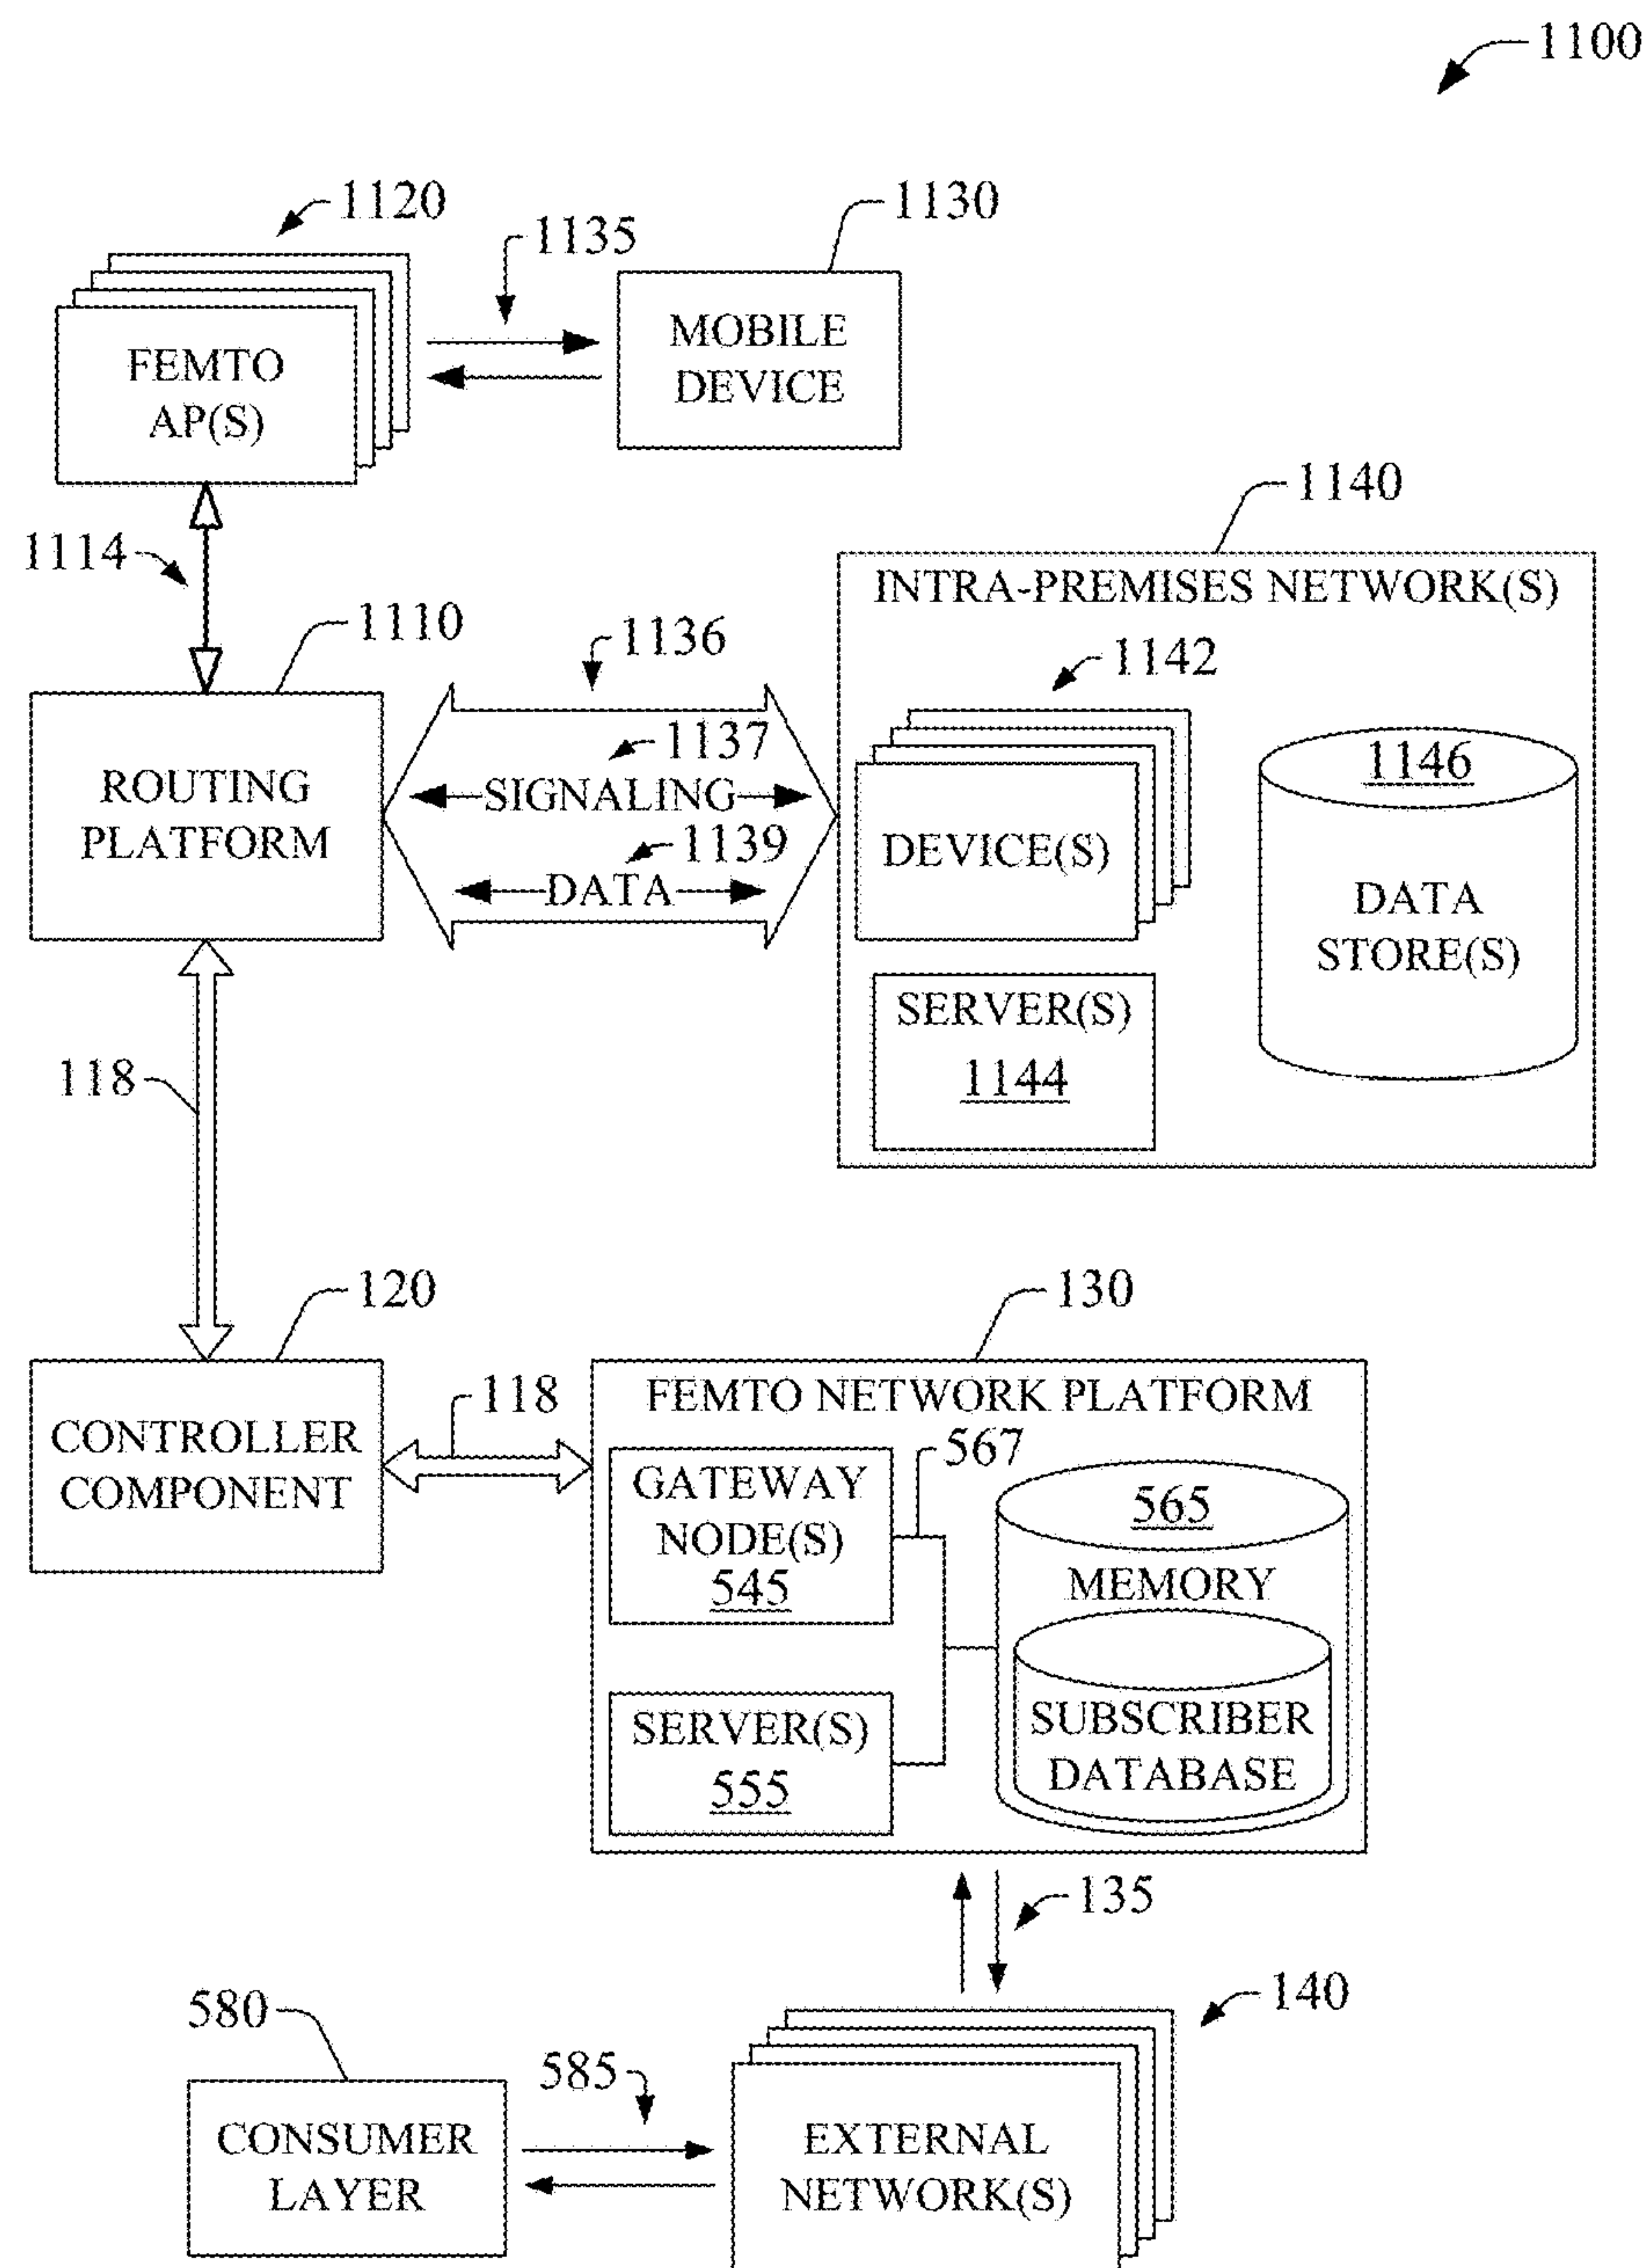 1100
1120
1135
1130
FEMTO
AP(S)
MOBILE
DEVICE
1114
1110
1136
1140
INTRA-PREMISES NETWORK(S)
1142
ROUTING
PLATFORM
1137
SIGNALING
1139
DATA
DEVICE(S)
1146
DATA
STORE(S)
SERVER(S)
1144
118
120
130
CONTROLLER
COMPONENT
118
FEMTO NETWORK PLATFORM
567
GATEWAY
NODE(S)
545
565
MEMORY
SUBSCRIBER
DATABASE
SERVER(S)
555
135
140
580
585
CONSUMER
LAYER
EXTERNAL
NETWORK(S)